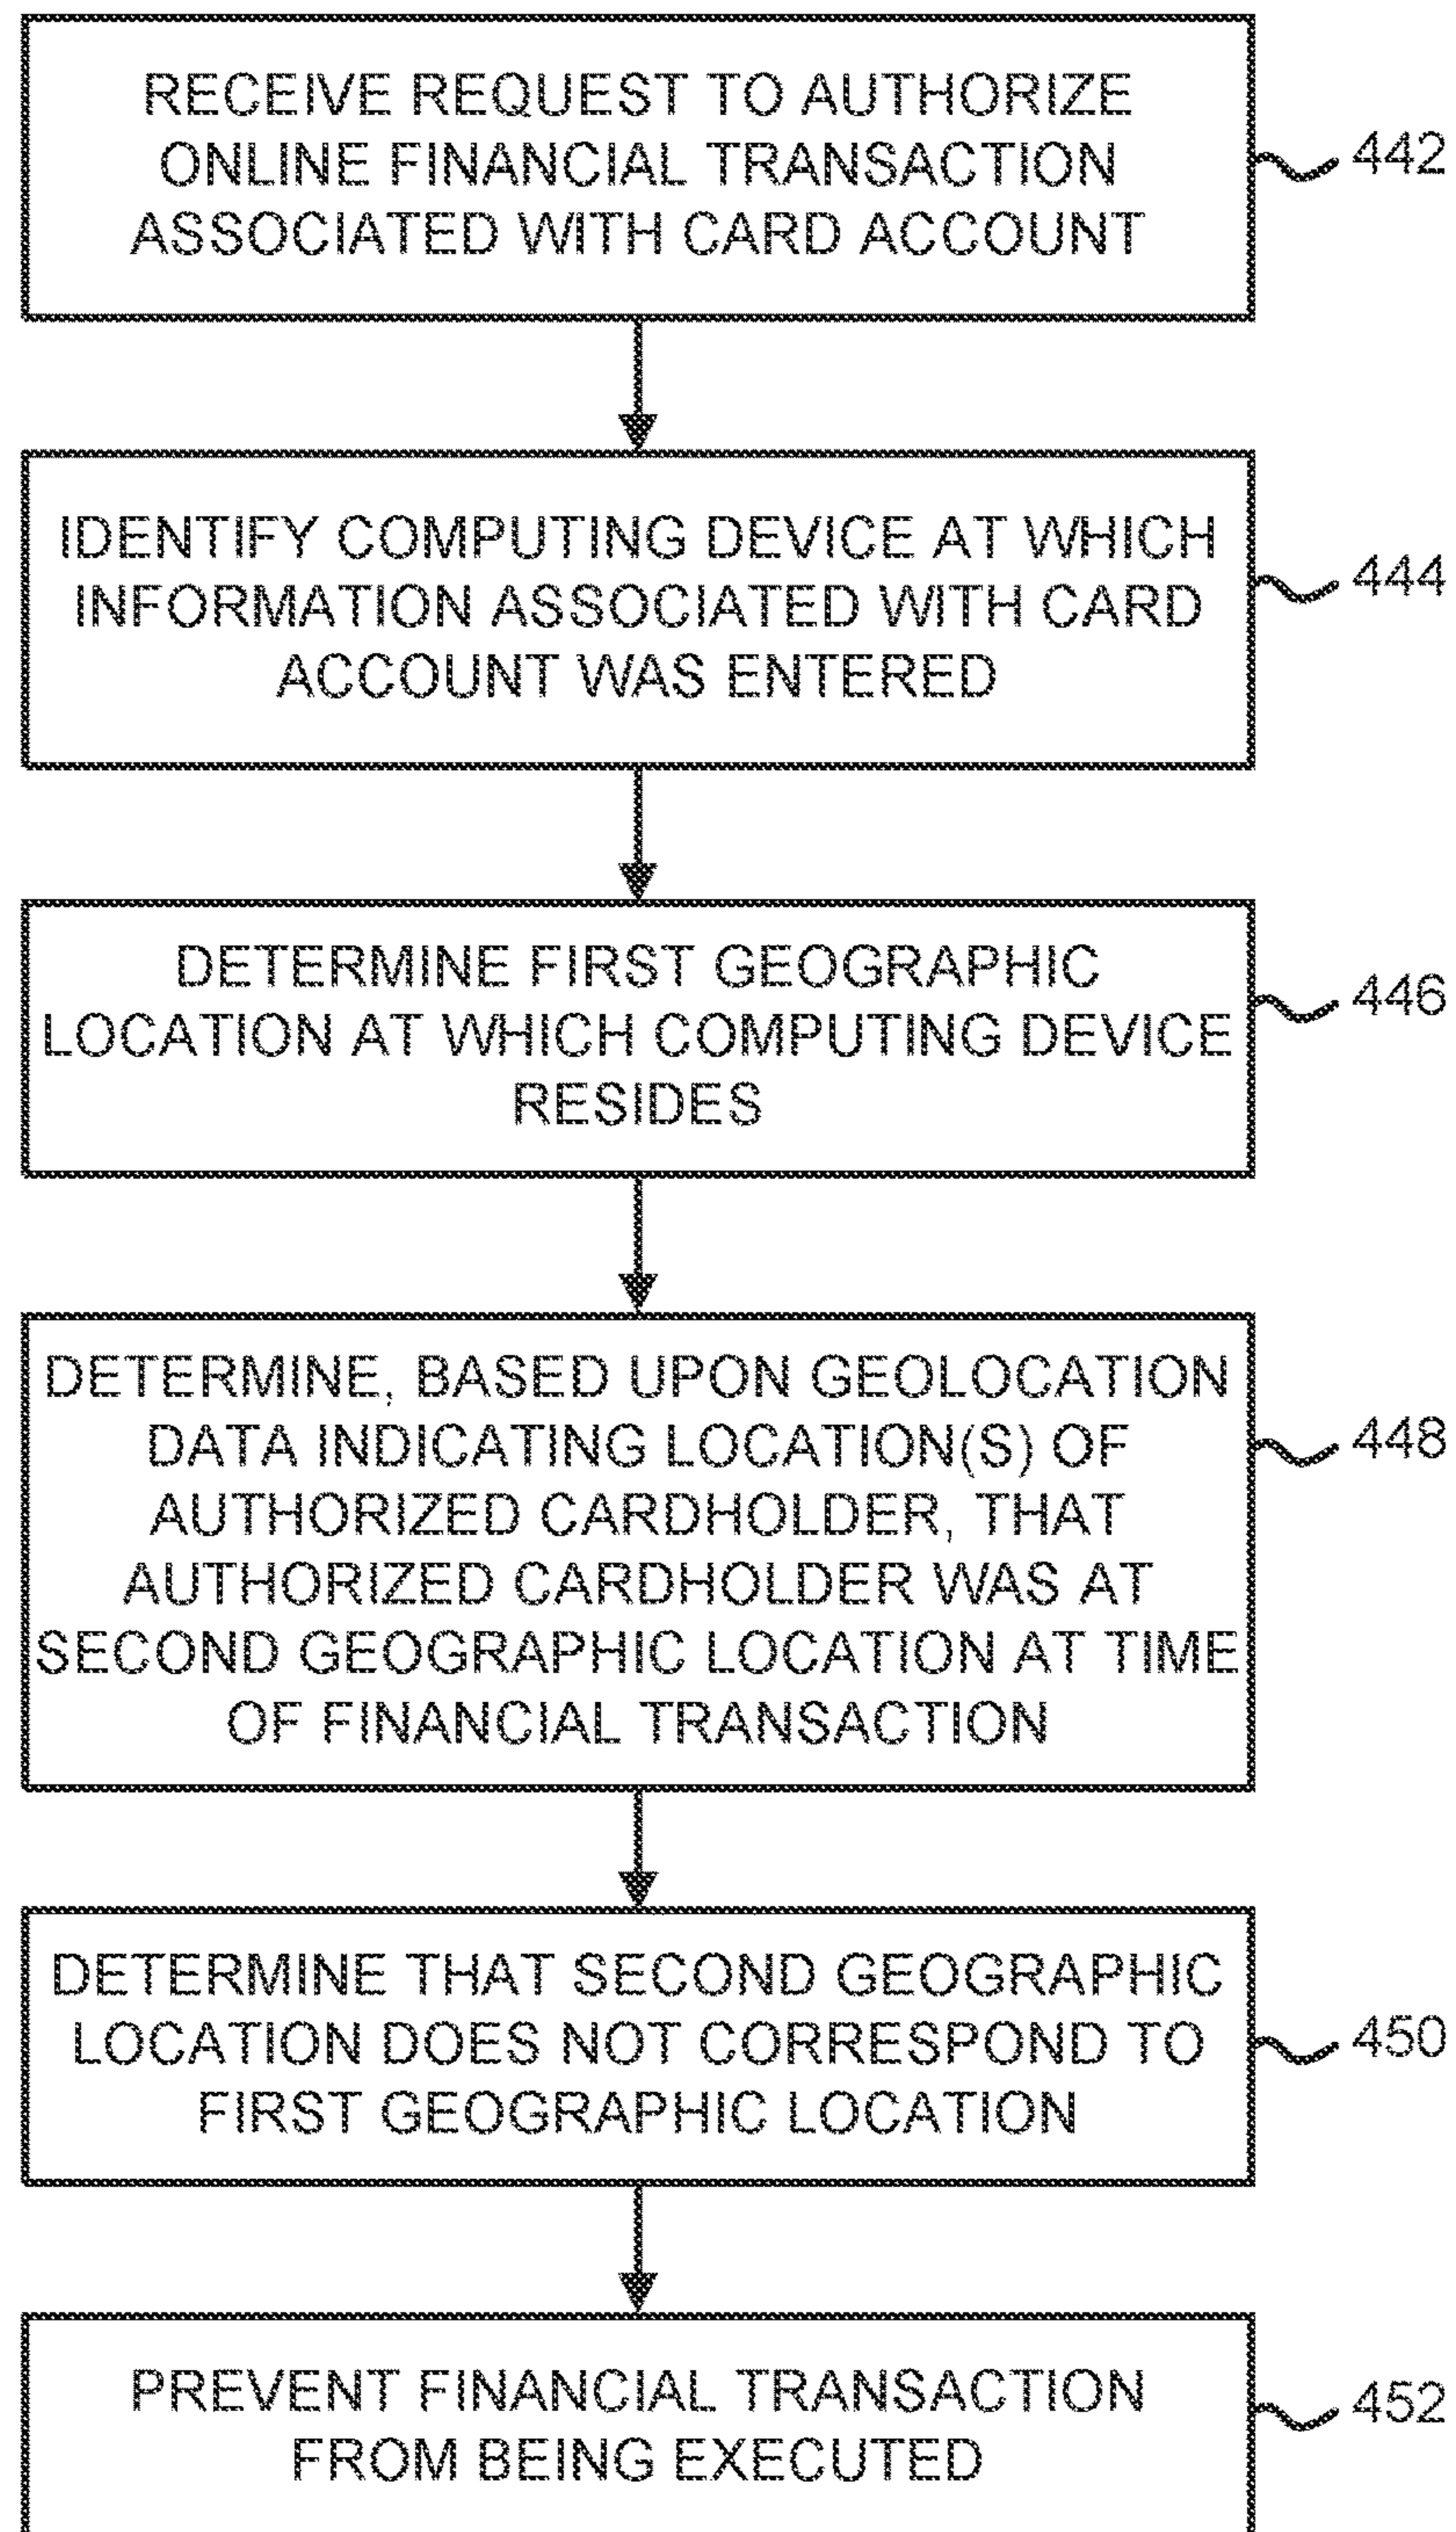 RECEIVE REQUEST TO AUTHORIZE
ONLINE FINANCIAL TRANSACTION
ASSOCIATED WITH CARD ACCOUNT
442
IDENTIFY COMPUTING DEVICE AT WHICH
INFORMATION ASSOCIATED WITH CARD
ACCOUNT WAS ENTERED
444
DETERMINE FIRST GEOGRAPHIC
LOCATION AT WHICH COMPUTING DEVICE
RESIDES
446
DETERMINE, BASED UPON GEOLOCATION
DATA INDICATING LOCATION(S) OF
AUTHORIZED CARDHOLDER, THAT
AUTHORIZED CARDHOLDER WAS AT
SECOND GEOGRAPHIC LOCATION AT TIME
OF FINANCIAL TRANSACTION
448
DETERMINE THAT SECOND GEOGRAPHIC
LOCATION DOES NOT CORRESPOND TO
FIRST GEOGRAPHIC LOCATION
450
PREVENT FINANCIAL TRANSACTION
FROM BEING EXECUTED
452